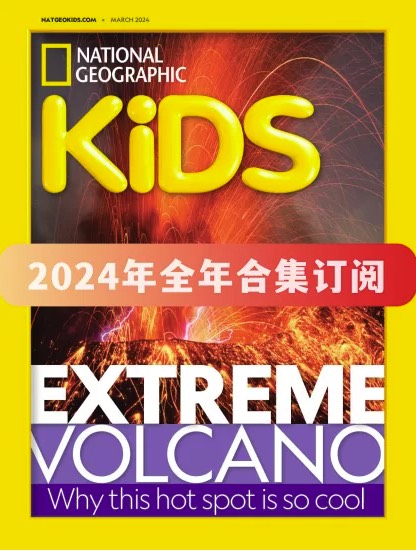 NATGEOKIDS.COM • MARCH 2024
NATIONAL
GEOGRAPHIC
KiDS
2024年全年合集订阅
EXTREME
VOLCANO
Why this hot spot is so cool